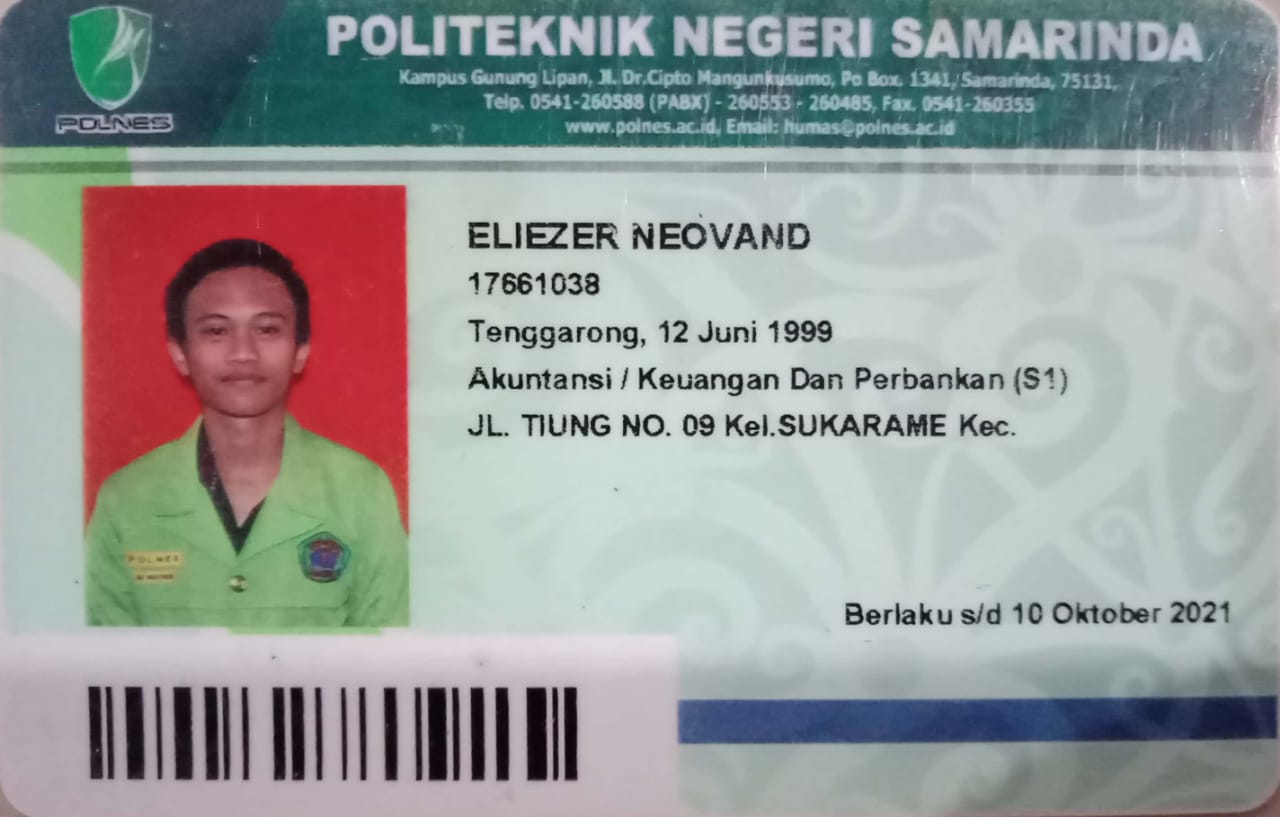 POLITEKNIK NEGERI SAMARINDA
Kampus Gunung Lipan, Jl. Dr.Cipto Mangunkusumo, Po Box. 1341, Samarinda, 75131,
Telp. 0541-260588 (PABX) - 260553 - 260485, Fax. 0541-260355
www.polnes.ac.id, Email: humas@polnes.ac.id
POLNES
ELIEZER NEOVAND
17661038
Tenggarong, 12 Juni 1999
Akuntansi / Keuangan Dan Perbankan (S1)
JL. TIUNG NO. 09 Kel.SUKARAME Kec.
POLNES
Berlaku s/d 10 Oktober 2021